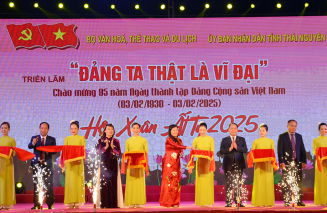 BỘ VĂN HÓA, THỂ THAO VÀ DU LỊCH
ỦY BAN NHÂN DÂN TỈNH THÁI NGUYÊN
TRIỂN LÃM
"ĐẢNG TA THẬT LÀ VĨ ĐẠI"
Chào mừng 95 năm Ngày thành lập Đảng Cộng sản Việt Nam
(03/02/1930 - 03/02/2025)
Hội Xuân Ất Tỵ 2025